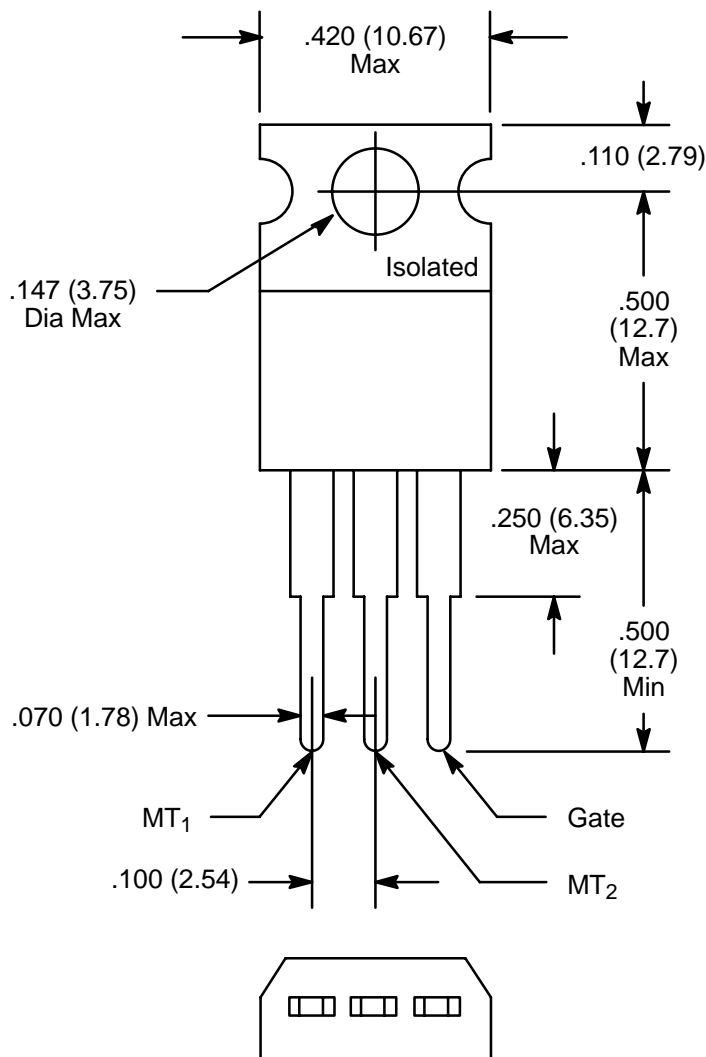 .420 (10.67)
Max
.110 (2.79)
Isolated
.147 (3.75)
Dia Max
.500
(12.7)
Max
.250 (6.35)
Max
.500
(12.7)
Min
.070 (1.78) Max
MT₁
Gate
.100 (2.54)
MT₂